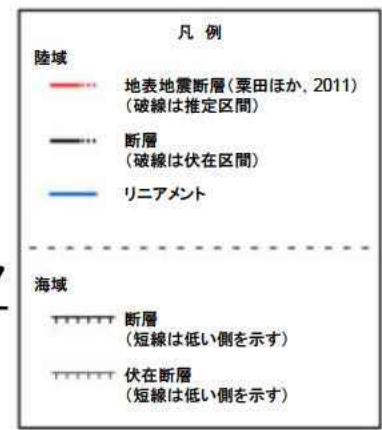 凡 例
陸域
地表地震断層(粟田ほか, 2011)
(破線は推定区間)
断層
(破線は伏在区間)
リニアメント
海域
断層
(短線は低い側を示す)
伏在断層
(短線は低い側を示す)